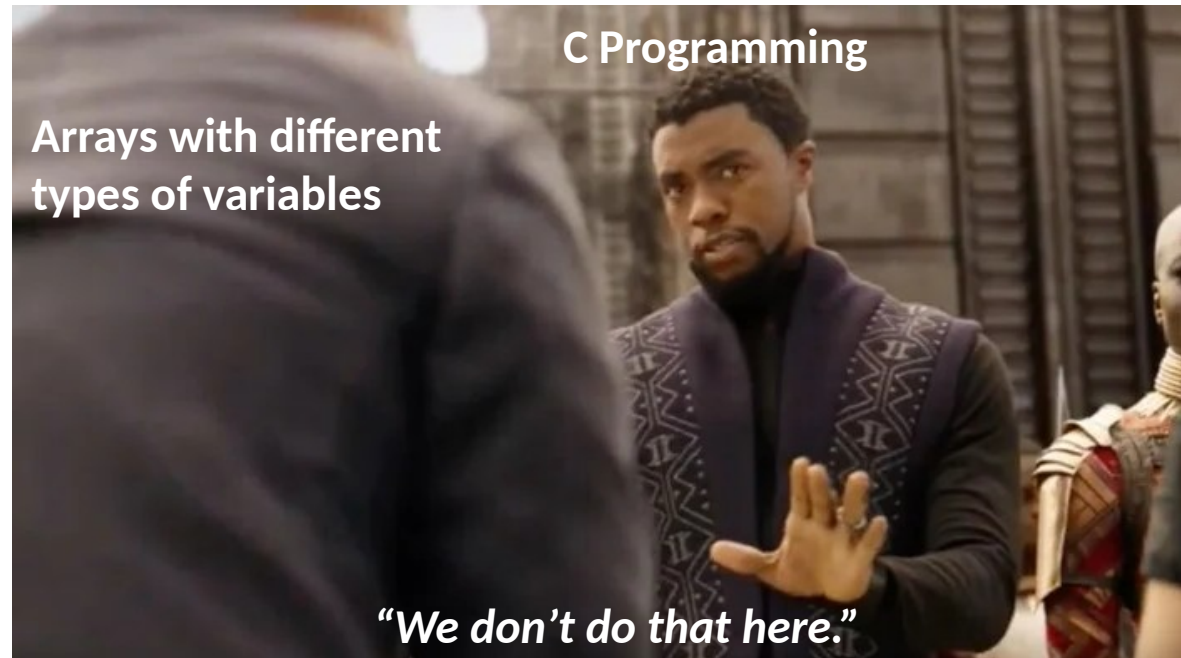 C Programming
Arrays with different
types of variables
“We don’t do that here.”